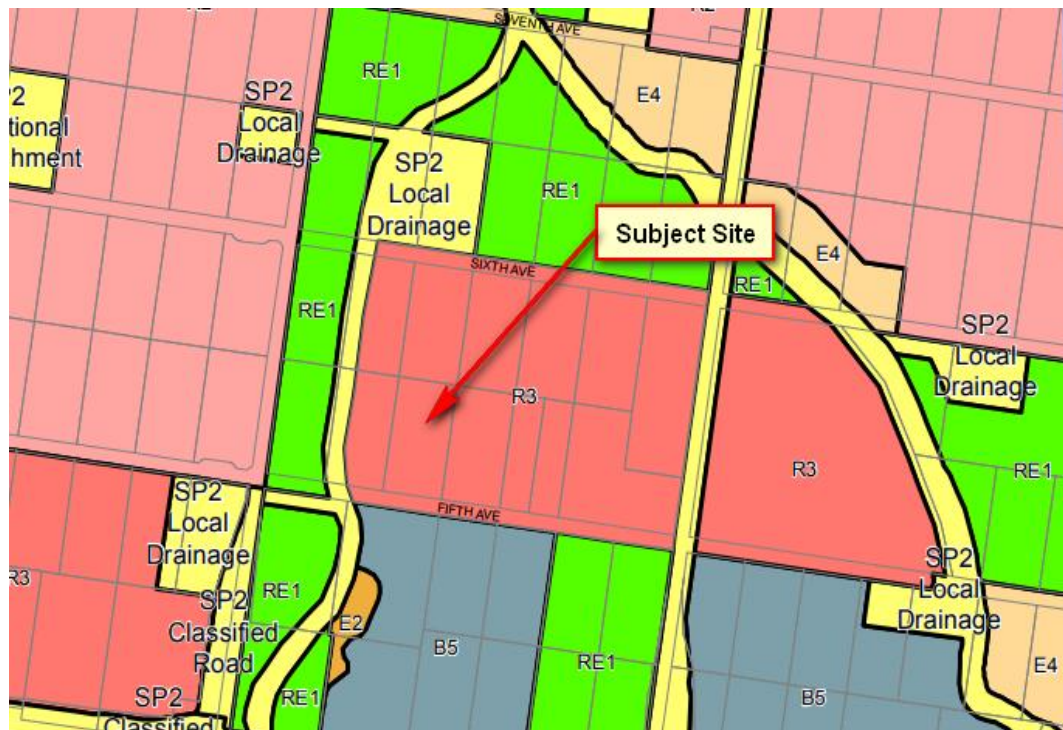 SEVENTH AVE
R2
RE1
E4
SP2
Local
Drainage
SP2
Local
Drainage
RE1
Subject Site
E4
SIXTH AVE
RE1
RE1
SP2
Local
Drainage
R3
R3
RE1
SP2
Local
Drainage
FIFTH AVE
R3
SP2
Local
Drainage
RE1
SP2
Classified
Road
E2
B5
RE1
RE1
B5
E4
SP2
Classified